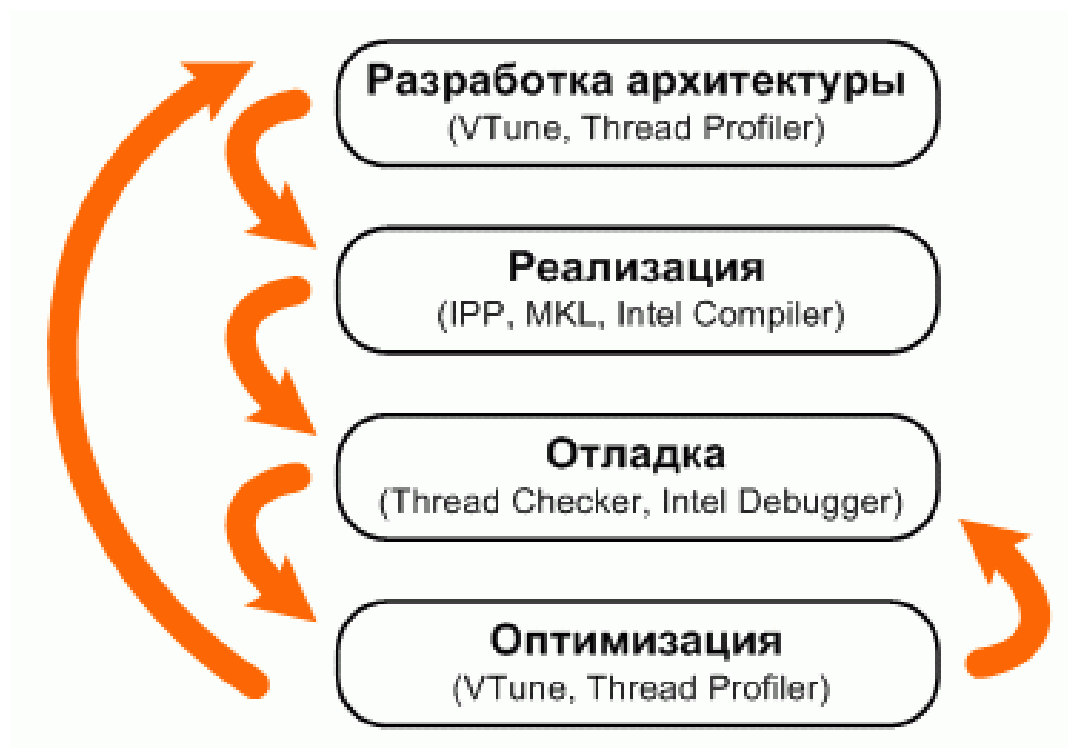 Разработка архитектуры
(VTune, Thread Profiler)
Реализация
(IPP, MKL, Intel Compiler)
Отладка
(Thread Checker, Intel Debugger)
Оптимизация
(VTune, Thread Profiler)